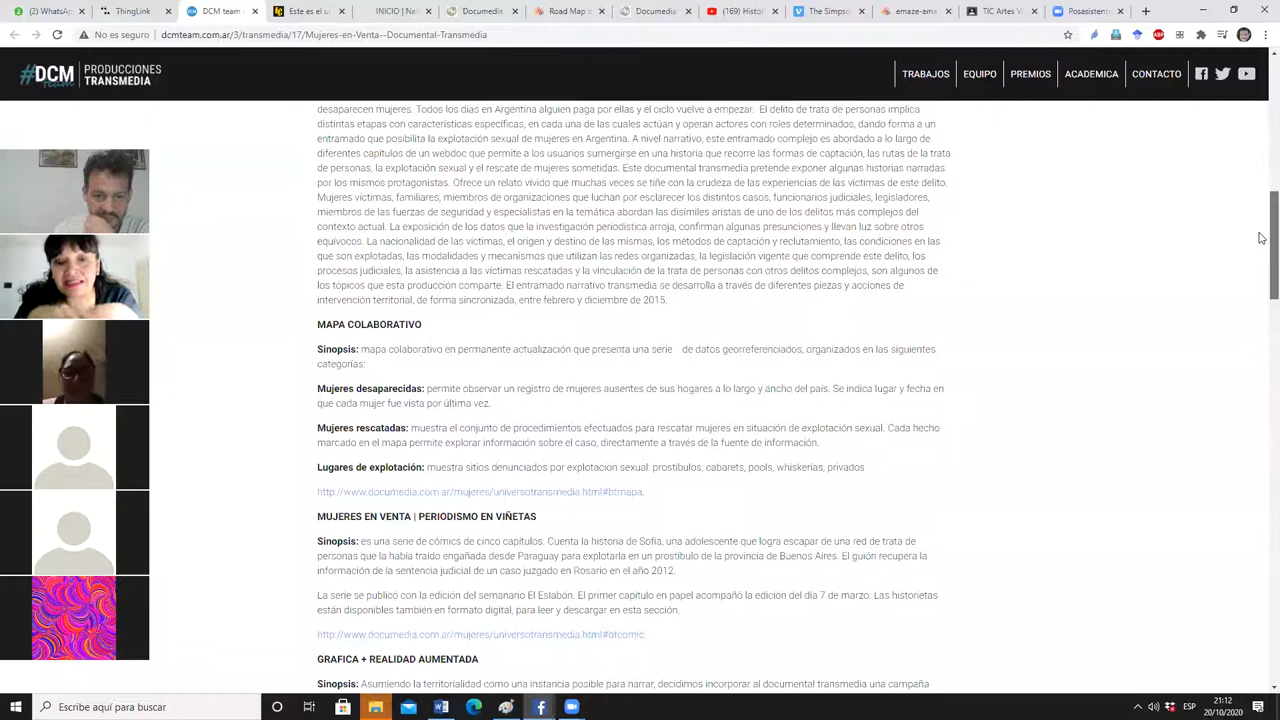 WhatsAp
ThingLink
DCM team
Este es el u
INICIO | Na
Documedia
Road Map I
Documedia
(169) Histor
The Simpso
emaze-ama
TIC Artes Vi
Posasistent
No es seguro | dcmteam.com.ar/3/transmedia/17/Mujeres-en-Venta--Documental-Transmedia
#DCM Team PRODUCCIONES TRANSMEDIA
TRABAJOS EQUIPO PREMIOS ACADEMICA CONTACTO
desaparecen mujeres. Todos los días en Argentina alguien paga por ellas y el ciclo vuelve a empezar. El delito de trata de personas implica
distintas etapas con características específicas, en cada una de las cuales actúan y operan actores con roles determinados, dando forma a un
entramado que posibilita la explotación sexual de mujeres en Argentina. A nivel narrativo, este entramado complejo es abordado a lo largo de
diferentes capítulos de un webdoc que permite a los usuarios sumergirse en una historia que recorre las formas de captación, las rutas de la trata
de personas, la explotación sexual y el rescate de mujeres sometidas. Este documental transmedia pretende exponer algunas historias narradas
por los mismos protagonistas. Ofrece un relato vívido que muchas veces se tiñe con la crudeza de las experiencias de las víctimas de este delito.
Mujeres víctimas, familiares, miembros de organizaciones que luchan por esclarecer los distintos casos, funcionarios judiciales, legisladores,
miembros de las fuerzas de seguridad y especialistas en la temática abordan las disímiles aristas de uno de los delitos más complejos del
contexto actual. La exposición de los datos que la investigación periodística arroja, confirman algunas presunciones y llevan luz sobre otros
equívocos. La nacionalidad de las víctimas, el origen y destino de las mismas, los métodos de captación y reclutamiento, las condiciones en las
que son explotadas, las modalidades y mecanismos que utilizan las redes organizadas, la legislación vigente que comprende este delito, los
procesos judiciales, la asistencia a las víctimas rescatadas y la vinculación de la trata de personas con otros delitos complejos, son algunos de
los tópicos que esta producción comparte. El entramado narrativo transmedia se desarrolla a través de diferentes piezas y acciones de
intervención territorial, de forma sincronizada, entre febrero y diciembre de 2015.
MAPA COLABORATIVO
Sinopsis: mapa colaborativo en permanente actualización que presenta una serie de datos georreferenciados, organizados en las siguientes
categorías:
Mujeres desaparecidas: permite observar un registro de mujeres ausentes de sus hogares a lo largo y ancho del país. Se indica lugar y fecha en
que cada mujer fue vista por última vez.
Mujeres rescatadas: muestra el conjunto de procedimientos efectuados para rescatar mujeres en situación de explotación sexual. Cada hecho
marcado en el mapa permite explorar información sobre el caso, directamente a través de la fuente de información.
Lugares de explotación: muestra sitios denunciados por explotación sexual: prostíbulos, cabarets, pools, whiskerías, privados
http://www.documedia.com.ar/mujeres/universotransmedia.html#btmapa.
MUJERES EN VENTA | PERIODISMO EN VIÑETAS
Sinopsis: es una serie de cómics de cinco capítulos. Cuenta la historia de Sofía, una adolescente que logra escapar de una red de trata de
personas que la había traído engañada desde Paraguay para explotarla en un prostíbulo de la provincia de Buenos Aires. El guión recupera la
información de la sentencia judicial de un caso juzgado en Rosario en el año 2012.
La serie se publicó con la edición del semanario El Eslabón. El primer capítulo en papel acompañó la edición del día 7 de marzo. Las historietas
están disponibles también en formato digital, para leer y descargar en esta sección.
http://www.documedia.com.ar/mujeres/universotransmedia.html#btcomic.
GRAFICA + REALIDAD AUMENTADA
Sinopsis: Asumiendo la territorialidad como una instancia posible para narrar, decidimos incorporar al documental transmedia una campaña
Escribe aquí para buscar
ESP
21:12
20/10/2020